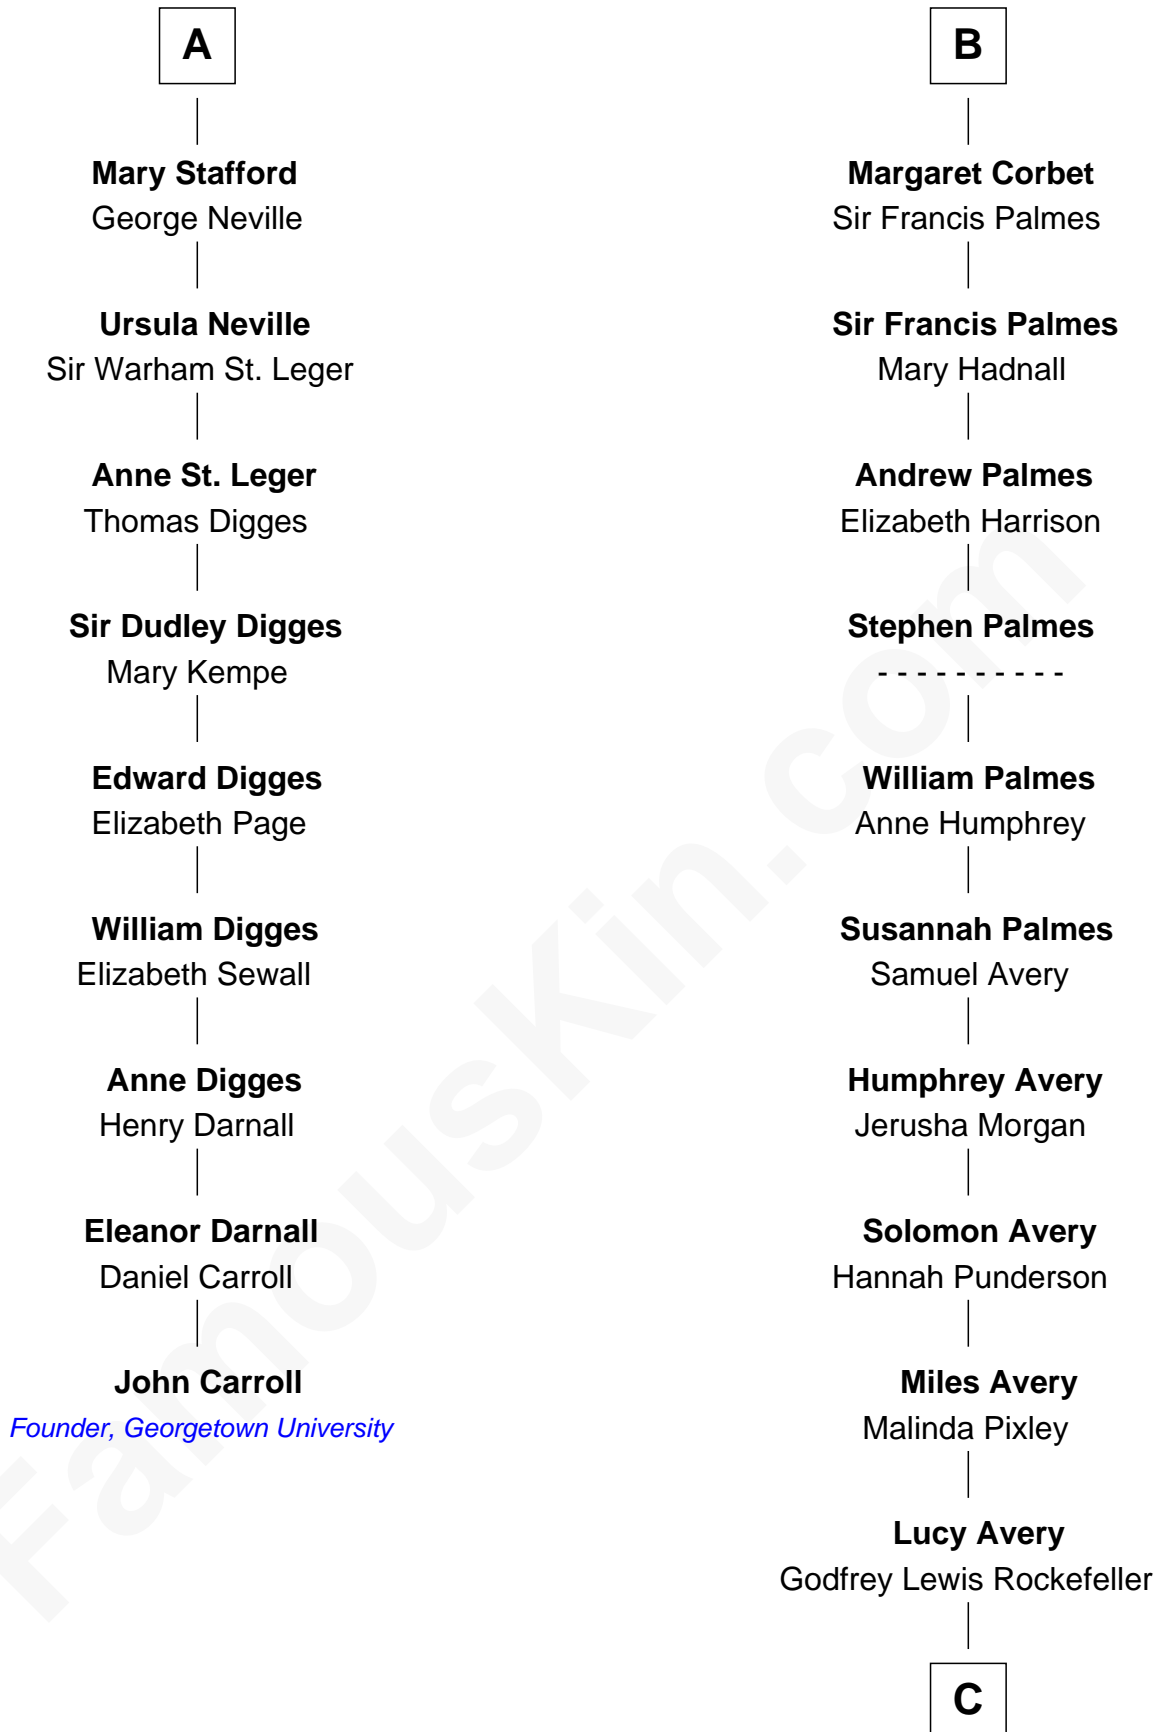 A
Mary Stafford
George Neville
Ursula Neville
Sir Warham St. Leger
Anne St. Leger
Thomas Digges
Sir Dudley Digges
Mary Kempe
Edward Digges
Elizabeth Page
William Digges
Elizabeth Sewall
Anne Digges
Henry Darnall
Eleanor Darnall
Daniel Carroll
John Carroll
Founder, Georgetown University
B
Margaret Corbet
Sir Francis Palmes
Sir Francis Palmes
Mary Hadnall
Andrew Palmes
Elizabeth Harrison
Stephen Palmes
- - - - - - - - - -
William Palmes
Anne Humphrey
Susannah Palmes
Samuel Avery
Humphrey Avery
Jerusha Morgan
Solomon Avery
Hannah Punderson
Miles Avery
Malinda Pixley
Lucy Avery
Godfrey Lewis Rockefeller
C
FamousKin.com